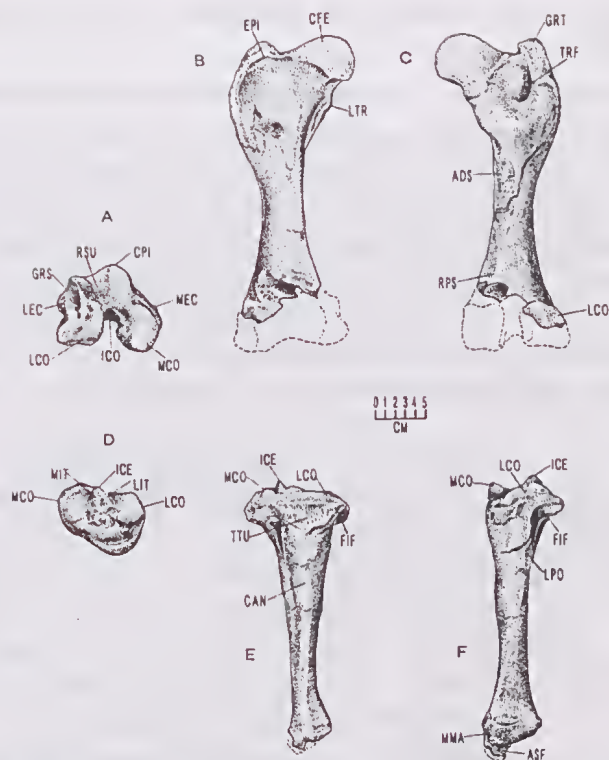 GRT
EPI
CFE
B
C
TRF
LTR
ADS
A
RSU
CPI
GRS
LEC
MEC
RPS
LCO
LCO
ICO
MCO
0 1 2 3 4 5
CM
D
ICE
MIT
LIT
MCO
LCO
ICE
MCO
LCO
TTU
FIF
CAN
E
LCO
ICE
MCO
FIF
LPO
F
MMA
ASF